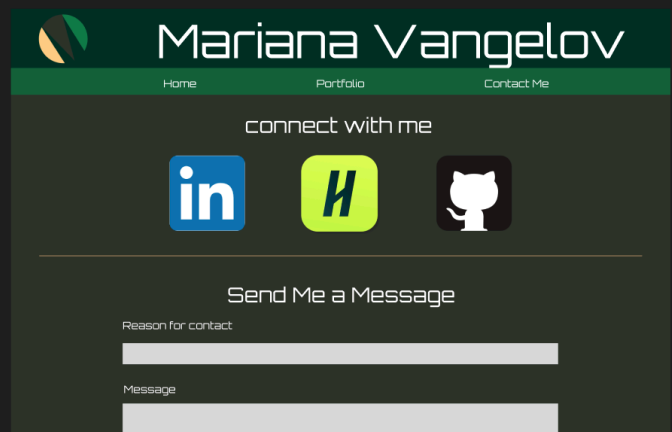 Mariana Vangelov
Home Portfolio Contact Me
connect with me
in H
Send Me a Message
Reason for contact
Message